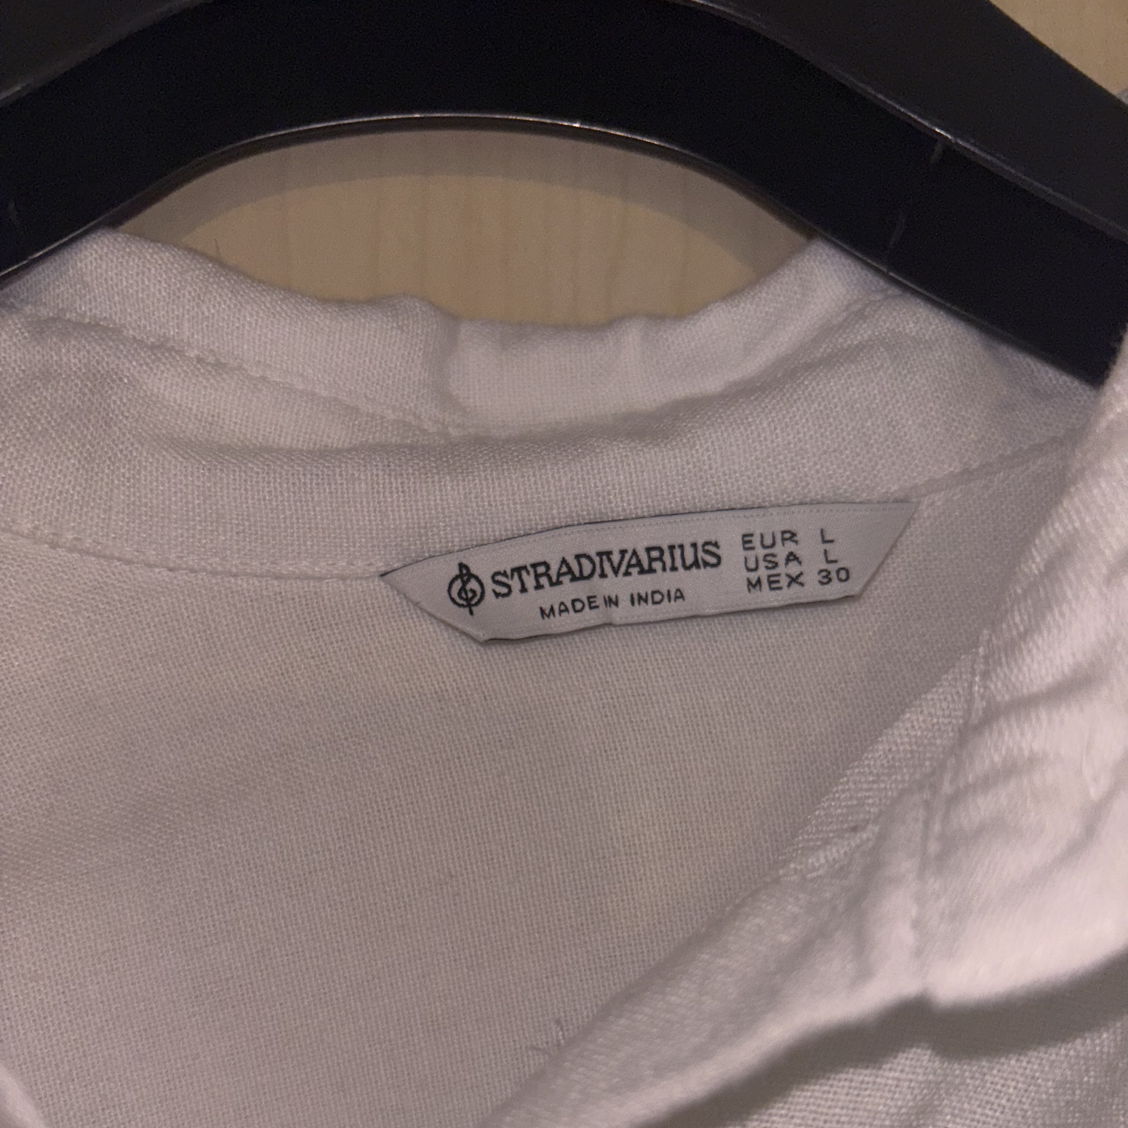 STRADIVARIUS
MADE IN INDIA
EUR L
USA L
MEX 30